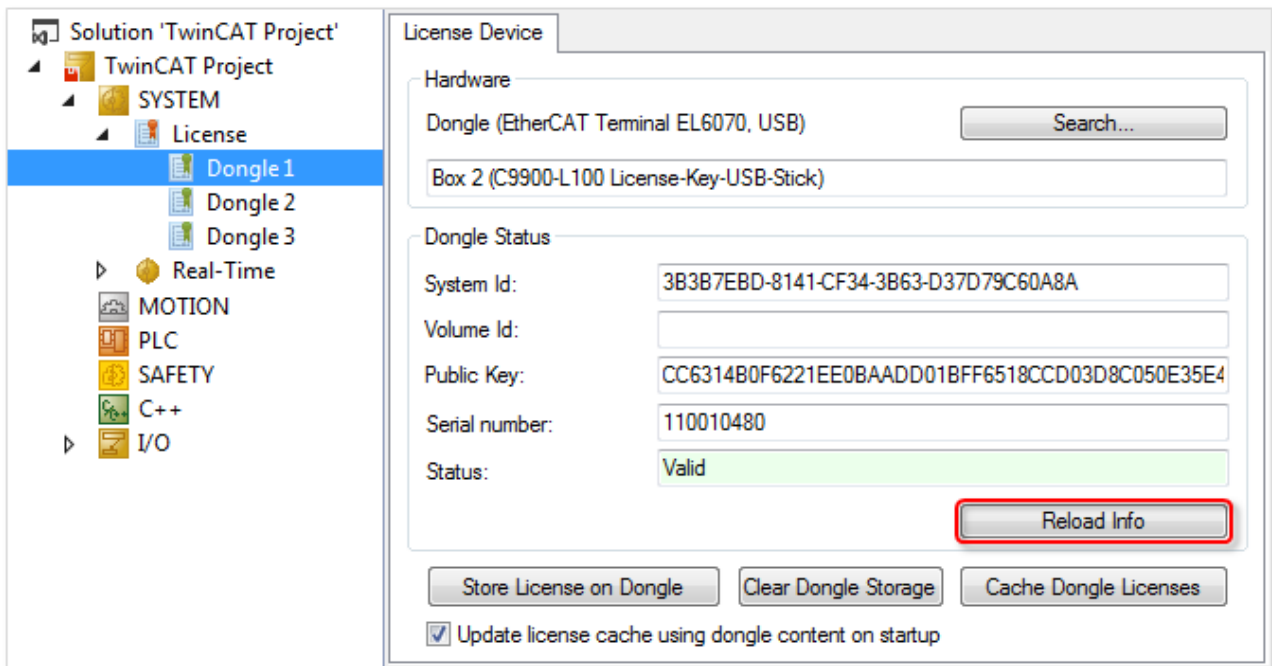 Solution 'TwinCAT Project'
TwinCAT Project
SYSTEM
License
Dongle 1
Dongle 2
Dongle 3
Real-Time
MOTION
PLC
SAFETY
C++
I/O
License Device
Hardware
Dongle (EtherCAT Terminal EL6070, USB)
Search...
Box 2 (C9900-L100 License-Key-USB-Stick)
Dongle Status
System Id:
3B3B7EBD-8141-CF34-3B63-D37D79C60A8A
Volume Id:
Public Key:
CC6314B0F6221EE0BAADD01BFF6518CCD03D8C050E35E4
Serial number:
110010480
Status:
Valid
Reload Info
Store License on Dongle
Clear Dongle Storage
Cache Dongle Licenses
Update license cache using dongle content on startup